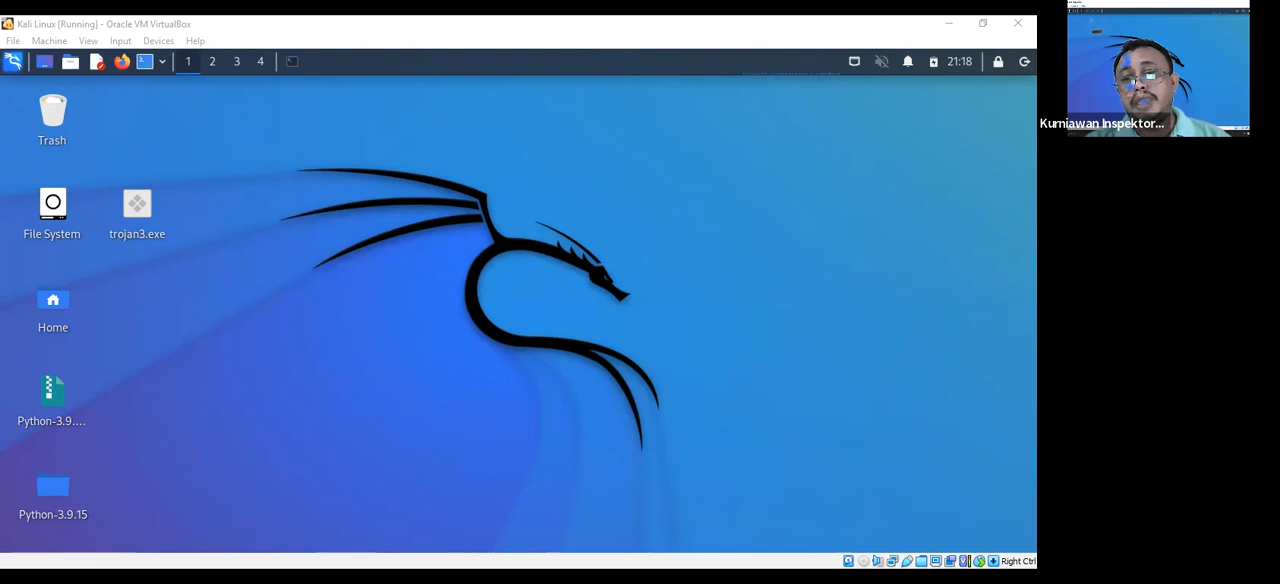 Kali Linux [Running] - Oracle VM VirtualBox
File Machine View Input Devices Help
1 2 3 4 21:18
Trash
File System trojan3.exe
Home
Python-3.9....
Python-3.9.15
Right Ctrl
Kurniawan Inspektor...